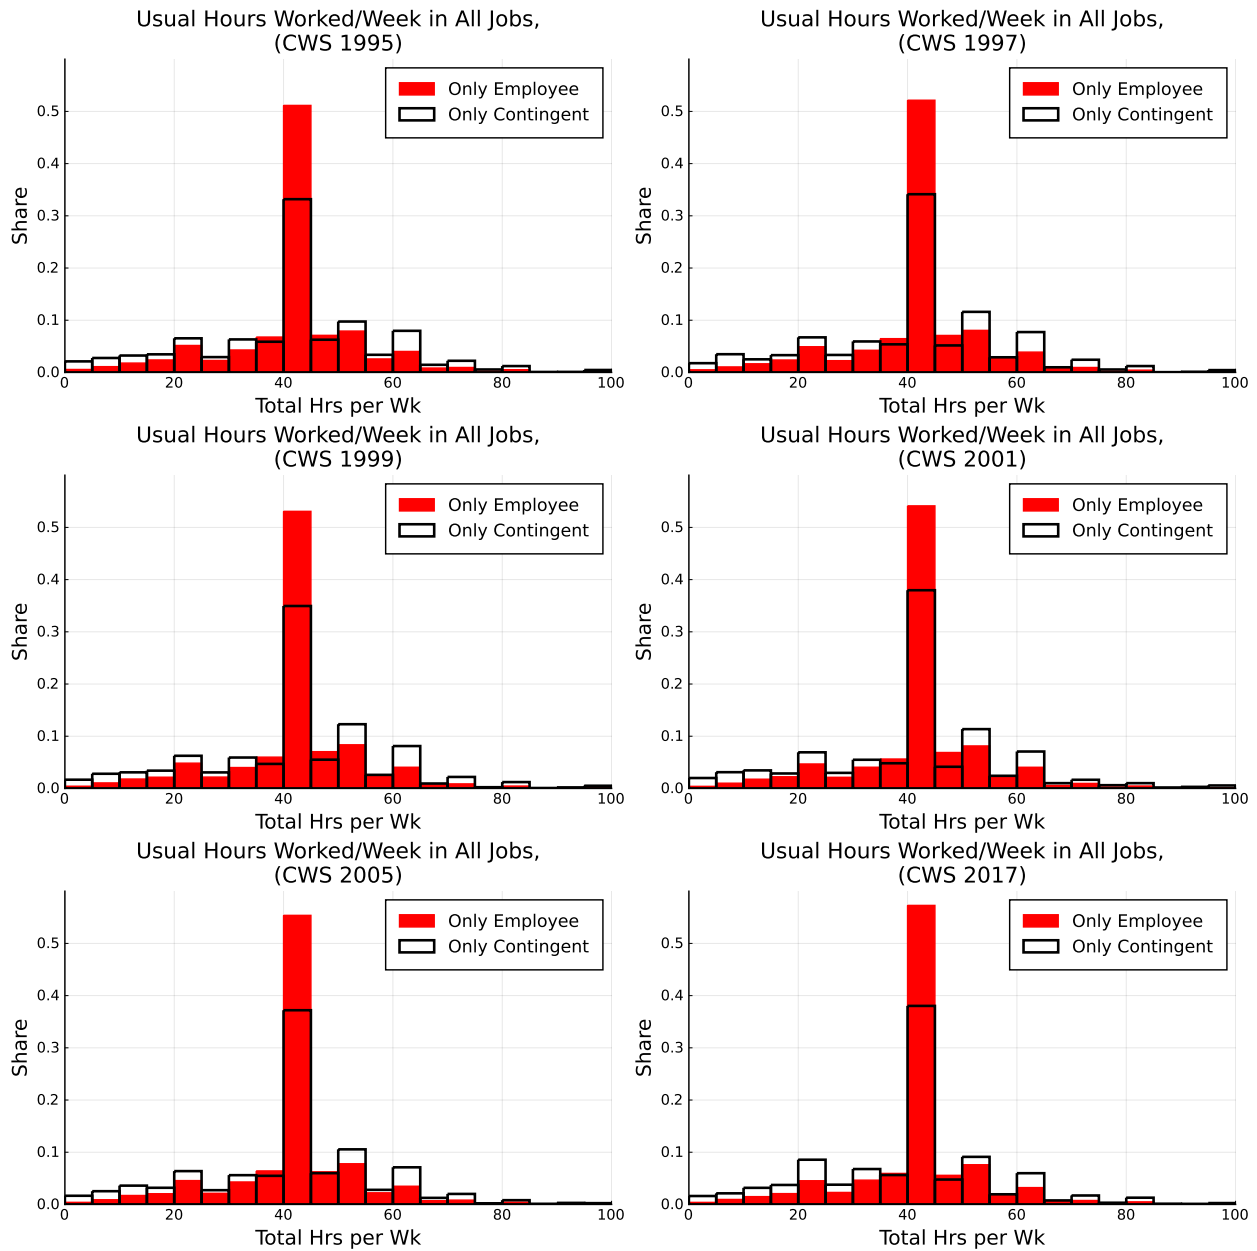 Usual Hours Worked/Week in All Jobs,
(CWS 1995)
Only Employee
Only Contingent
0.5
0.4
0.3
0.2
0.1
0.0
Share
0 20 40 60 80 100
Total Hrs per Wk
Usual Hours Worked/Week in All Jobs,
(CWS 1997)
Only Employee
Only Contingent
0.5
0.4
0.3
0.2
0.1
0.0
Share
0 20 40 60 80 100
Total Hrs per Wk
Usual Hours Worked/Week in All Jobs,
(CWS 1999)
Only Employee
Only Contingent
0.5
0.4
0.3
0.2
0.1
0.0
Share
0 20 40 60 80 100
Total Hrs per Wk
Usual Hours Worked/Week in All Jobs,
(CWS 2001)
Only Employee
Only Contingent
0.5
0.4
0.3
0.2
0.1
0.0
Share
0 20 40 60 80 100
Total Hrs per Wk
Usual Hours Worked/Week in All Jobs,
(CWS 2005)
Only Employee
Only Contingent
0.5
0.4
0.3
0.2
0.1
0.0
Share
0 20 40 60 80 100
Total Hrs per Wk
Usual Hours Worked/Week in All Jobs,
(CWS 2017)
Only Employee
Only Contingent
0.5
0.4
0.3
0.2
0.1
0.0
Share
0 20 40 60 80 100
Total Hrs per Wk